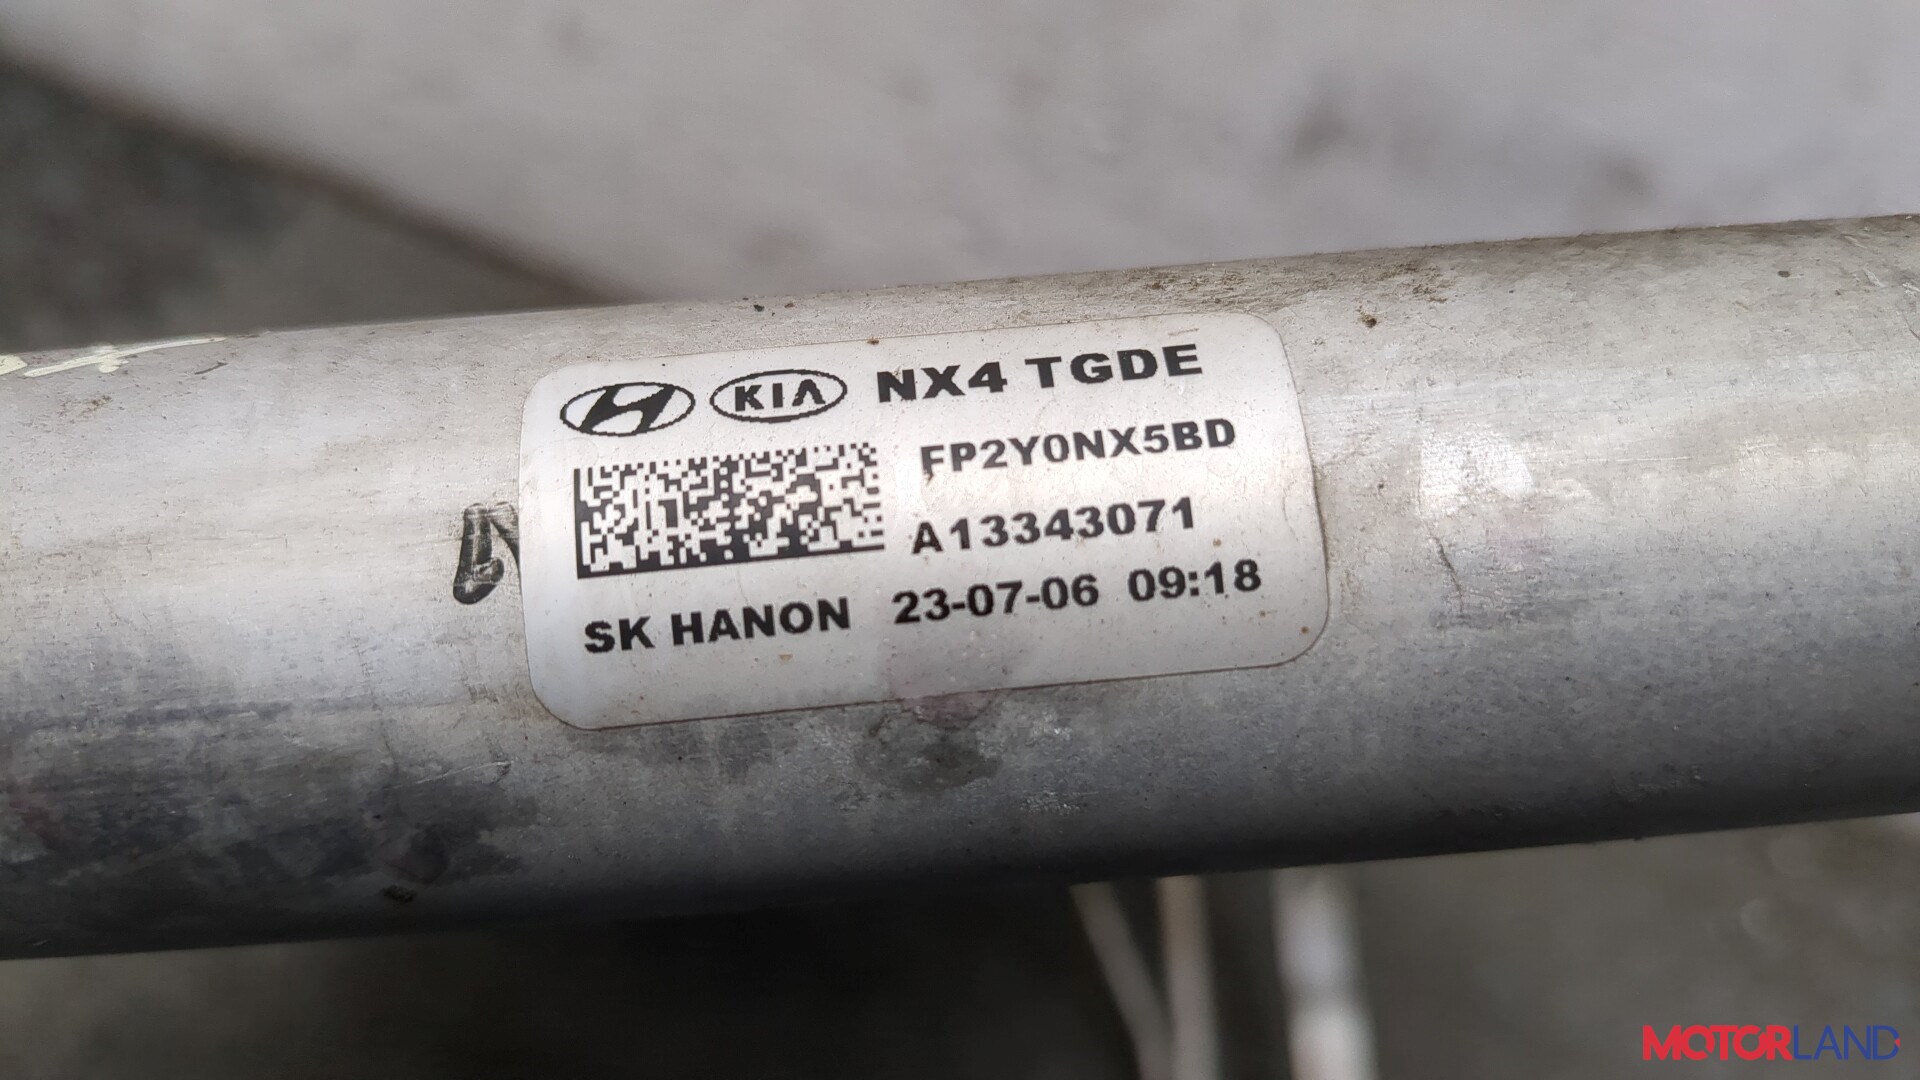 KIA NX4 TGDE
FP2Y0NX5BD
A13343071
SK HANON 23-07-06 09:18
MOTORLAND